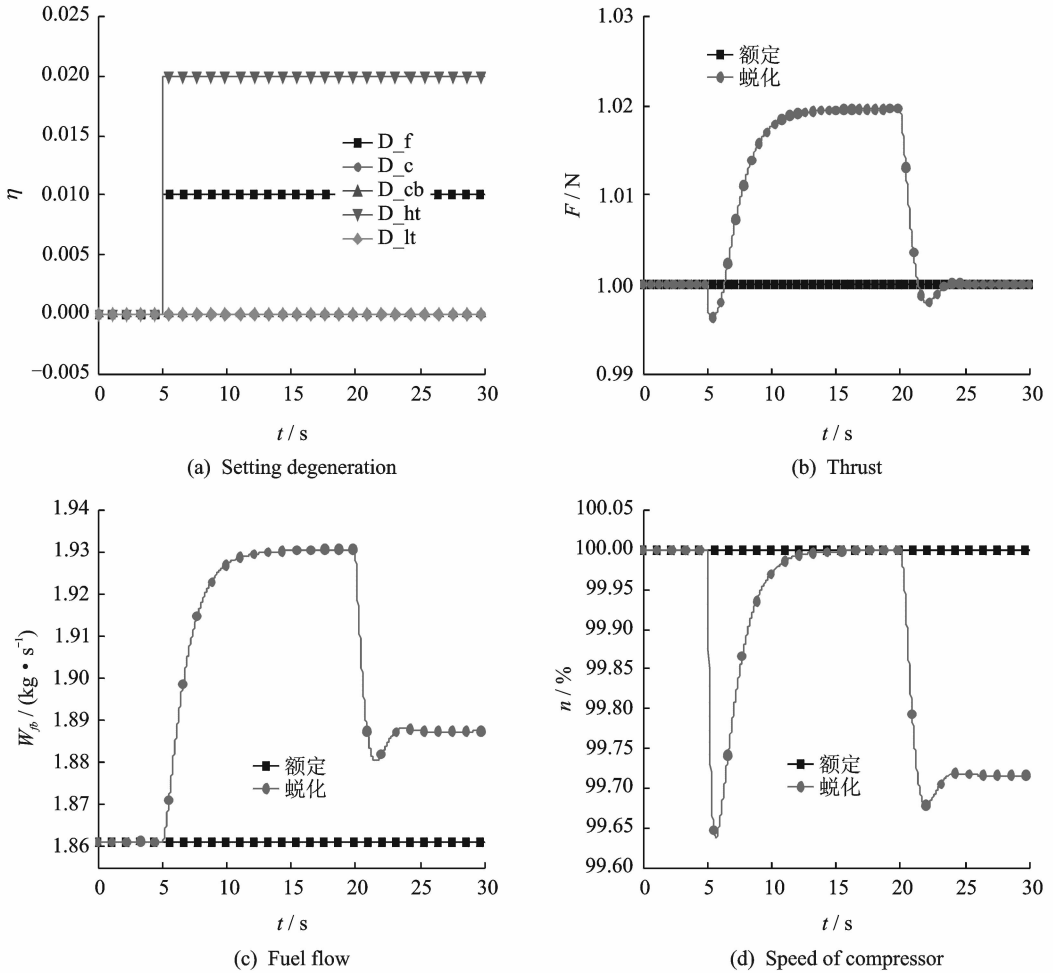 0.025
0.020
0.015
0.010
0.005
0.000
−0.005
η
D_f
D_c
D_cb
D_ht
D_lt
0 5 10 15 20 25 30
t / s
(a) Setting degeneration
1.03
1.02
1.01
1.00
0.99
F / N
额定
蜕化
0 5 10 15 20 25 30
t / s
(b) Thrust
1.94
1.93
1.92
1.91
1.90
1.89
1.88
1.87
1.86
W_fb / (kg • s⁻¹)
额定
蜕化
0 5 10 15 20 25 30
t / s
(c) Fuel flow
100.05
100.00
99.95
99.90
99.85
99.80
99.75
99.70
99.65
99.60
n / %
额定
蜕化
0 5 10 15 20 25 30
t / s
(d) Speed of compressor